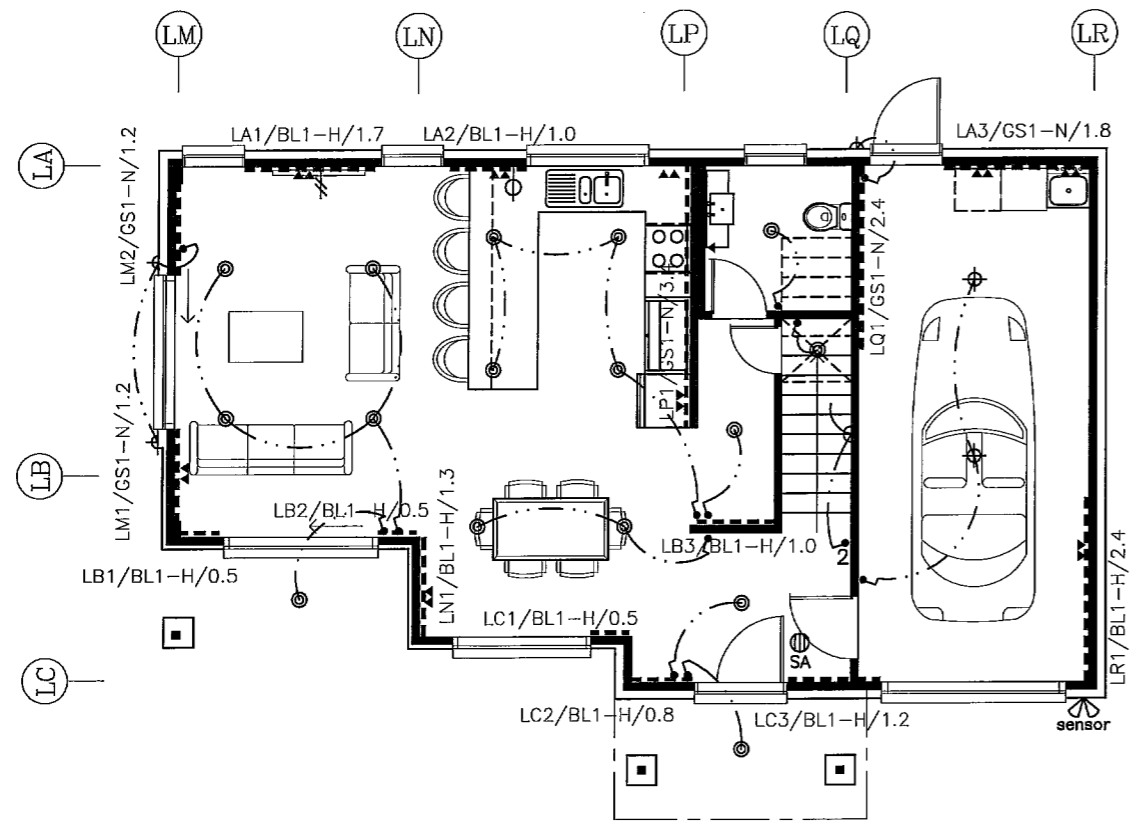 LM
LN
LP
LQ
LR
LA
LB
LC
LA1/BL1-H/1.7
LA2/BL1-H/1.0
LA3/GS1-N/1.8
LM2/GS1-N/1.2
LQ1/GS1-N/2.4
LP1/GS1-N/3.
LM1/GS1-N/1.2
LB2/BL1-H/0.5
LN1/BL1-H/1.3
LB3/BL1-H/1.0
2
LB1/BL1-H/0.5
LC1/BL1-H/0.5
SA
LR1/BL1-H/2.4
LC2/BL1-H/0.8
LC3/BL1-H/1.2
sensor